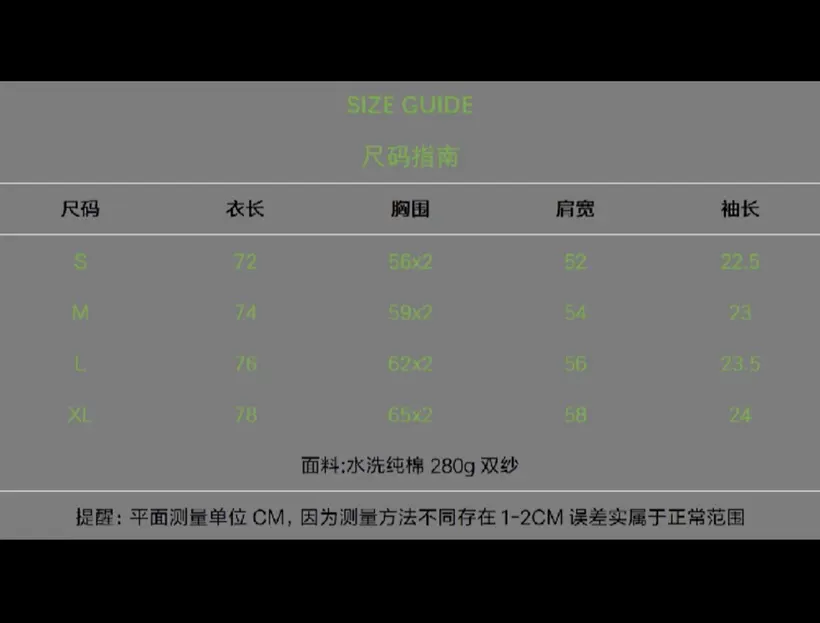 SIZE GUIDE
尺码指南
尺码 衣长 胸围 肩宽 袖长
S 72 56x2 52 22.5
M 74 59x2 54 23
L 76 62x2 56 23.5
XL 78 65x2 58 24
面料:水洗纯棉 280g 双纱
提醒: 平面测量单位 CM, 因为测量方法不同存在 1-2CM 误差实属于正常范围